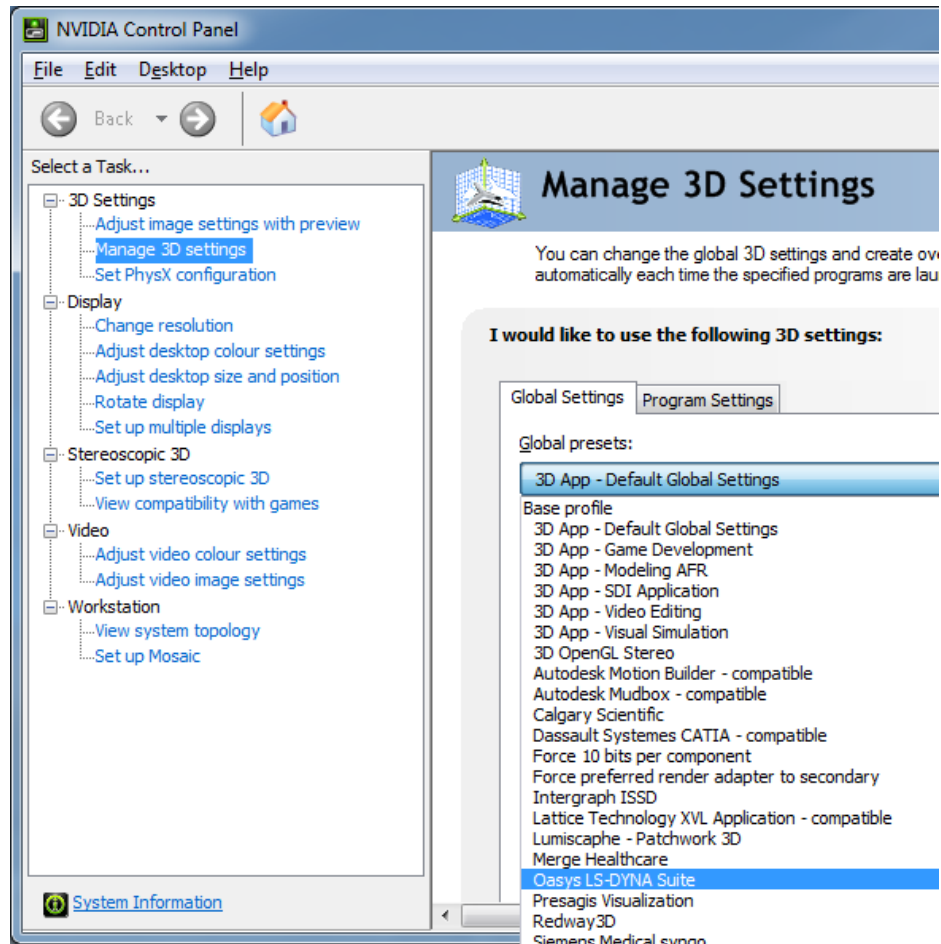 NVIDIA Control Panel
File Edit Desktop Help
Back
Select a Task...
3D Settings
Adjust image settings with preview
Manage 3D settings
Set PhysX configuration
Display
Change resolution
Adjust desktop colour settings
Adjust desktop size and position
Rotate display
Set up multiple displays
Stereoscopic 3D
Set up stereoscopic 3D
View compatibility with games
Video
Adjust video colour settings
Adjust video image settings
Workstation
View system topology
Set up Mosaic
System Information
Manage 3D Settings
You can change the global 3D settings and create ov
automatically each time the specified programs are lau
I would like to use the following 3D settings:
Global Settings Program Settings
Global presets:
3D App - Default Global Settings
Base profile
3D App - Default Global Settings
3D App - Game Development
3D App - Modeling AFR
3D App - SDI Application
3D App - Video Editing
3D App - Visual Simulation
3D OpenGL Stereo
Autodesk Motion Builder - compatible
Autodesk Mudbox - compatible
Calgary Scientific
Dassault Systemes CATIA - compatible
Force 10 bits per component
Force preferred render adapter to secondary
Intergraph ISSD
Lattice Technology XVL Application - compatible
Lumiscaphe - Patchwork 3D
Merge Healthcare
Oasys LS-DYNA Suite
Presagis Visualization
Redway3D
Siemens Medical syngo